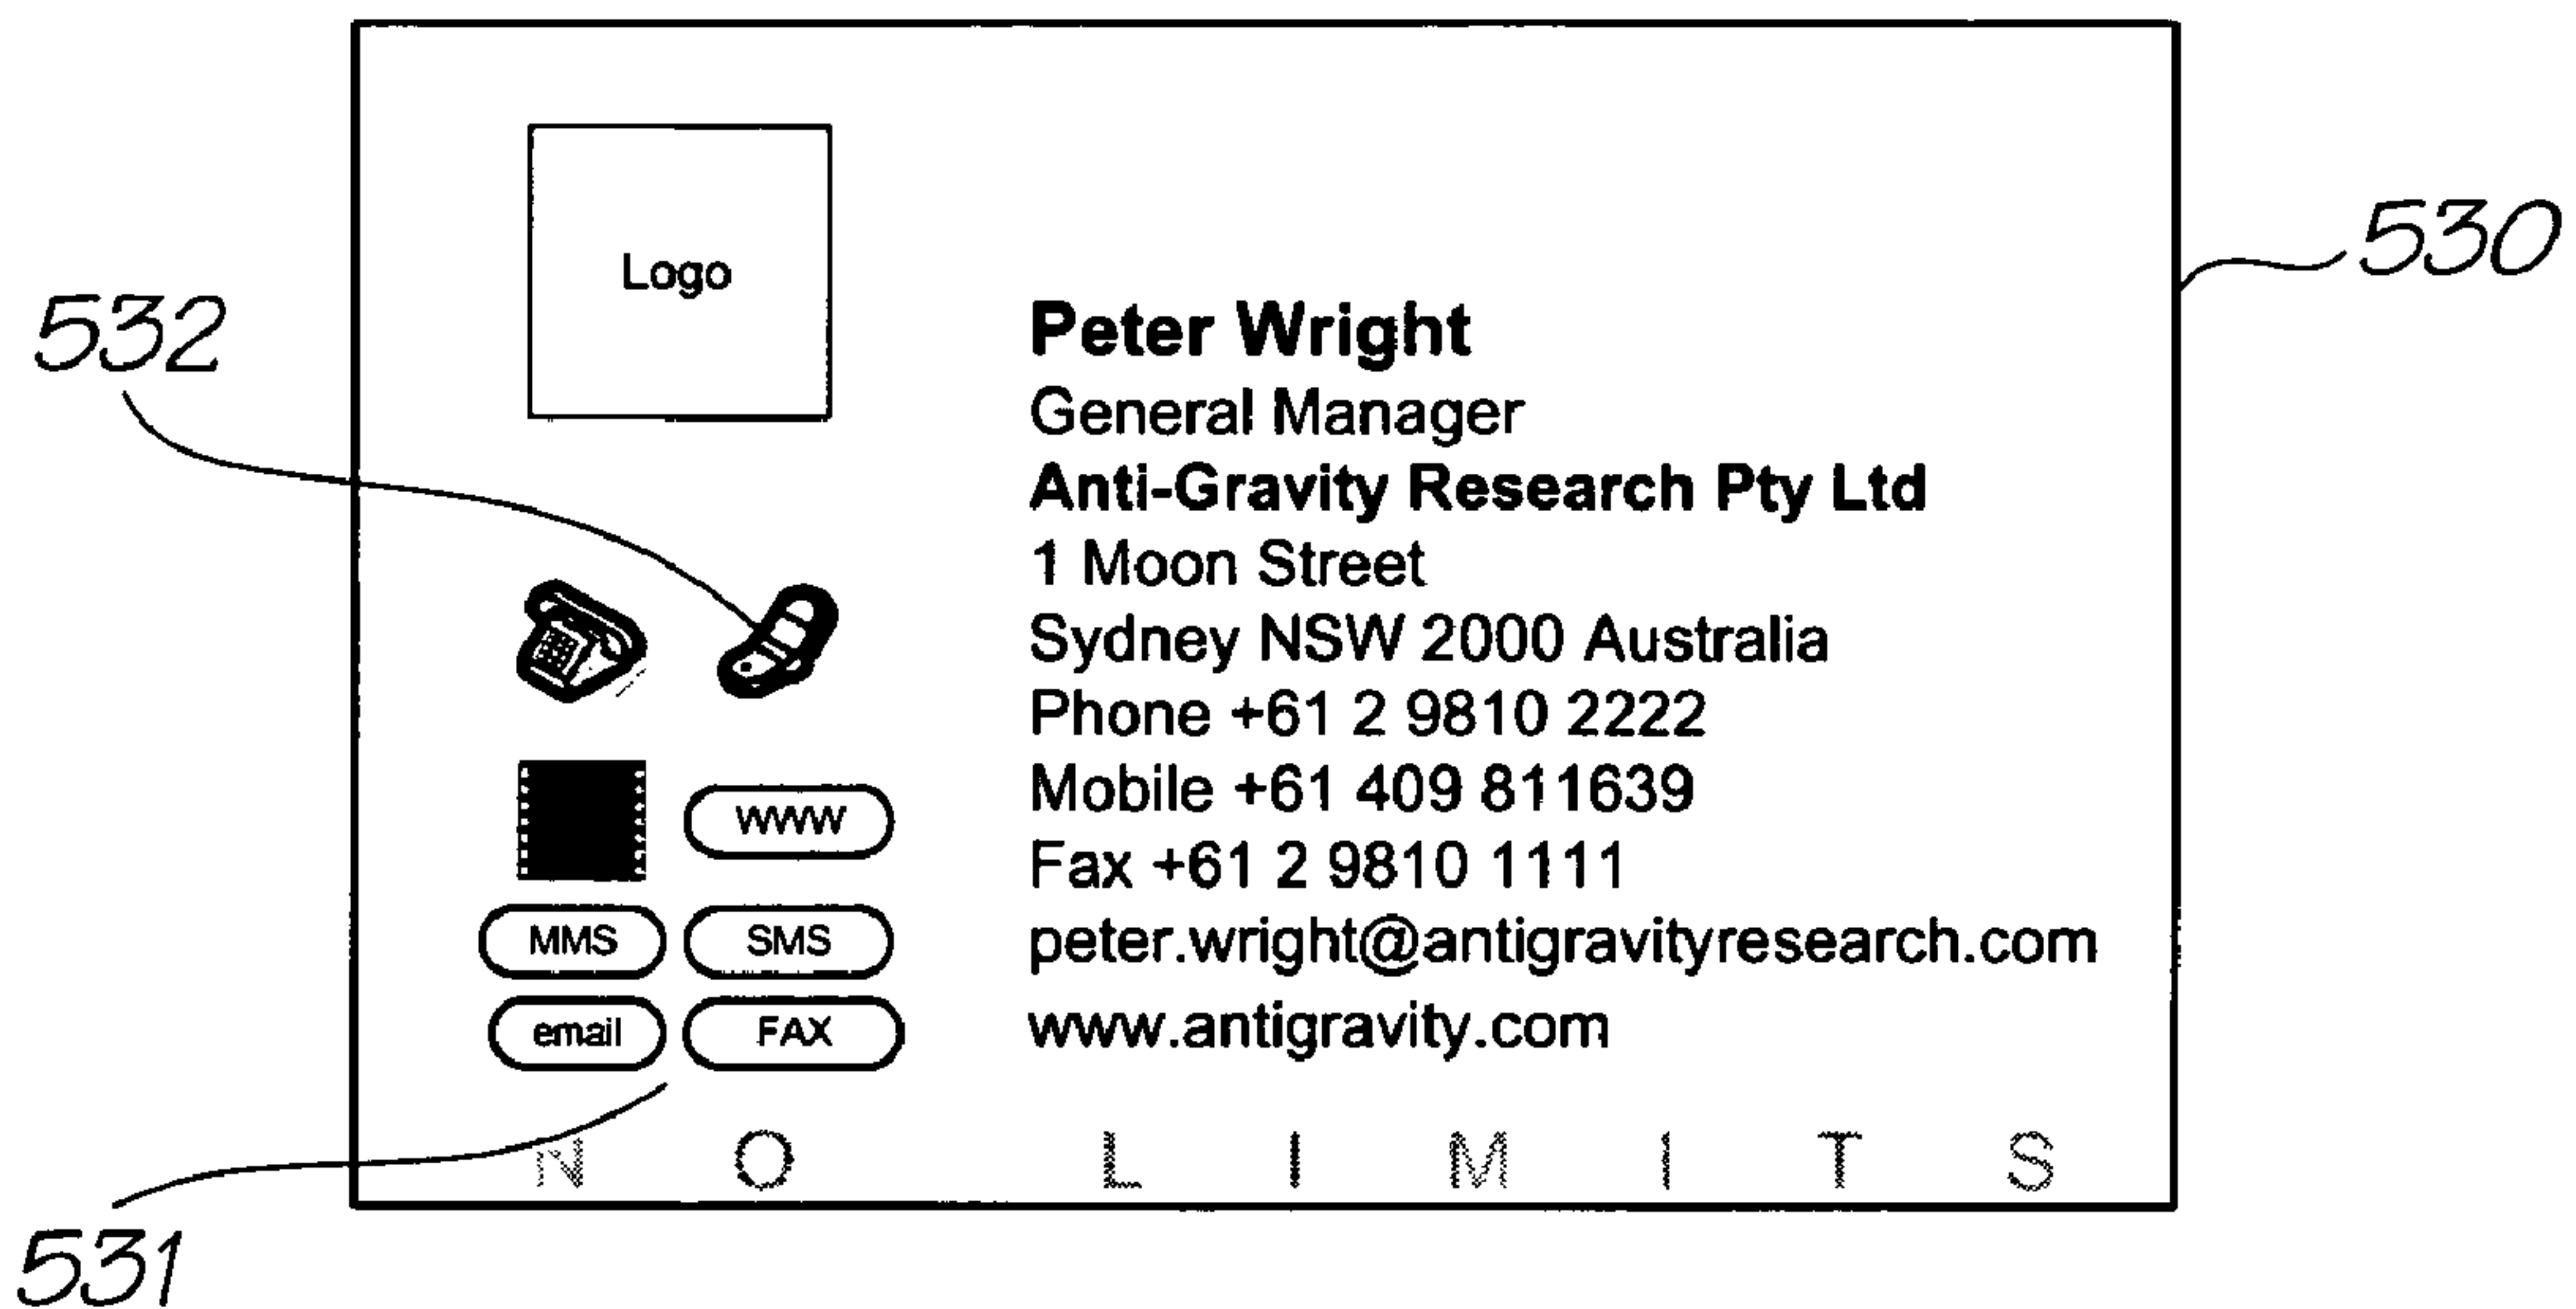 530
532
531
Logo
Peter Wright
General Manager
Anti-Gravity Research Pty Ltd
1 Moon Street
Sydney NSW 2000 Australia
Phone +61 2 9810 2222
Mobile +61 409 811639
Fax +61 2 9810 1111
peter.wright@antigravityresearch.com
www.antigravity.com
WWW
MMS SMS
email FAX
NO LIMITS